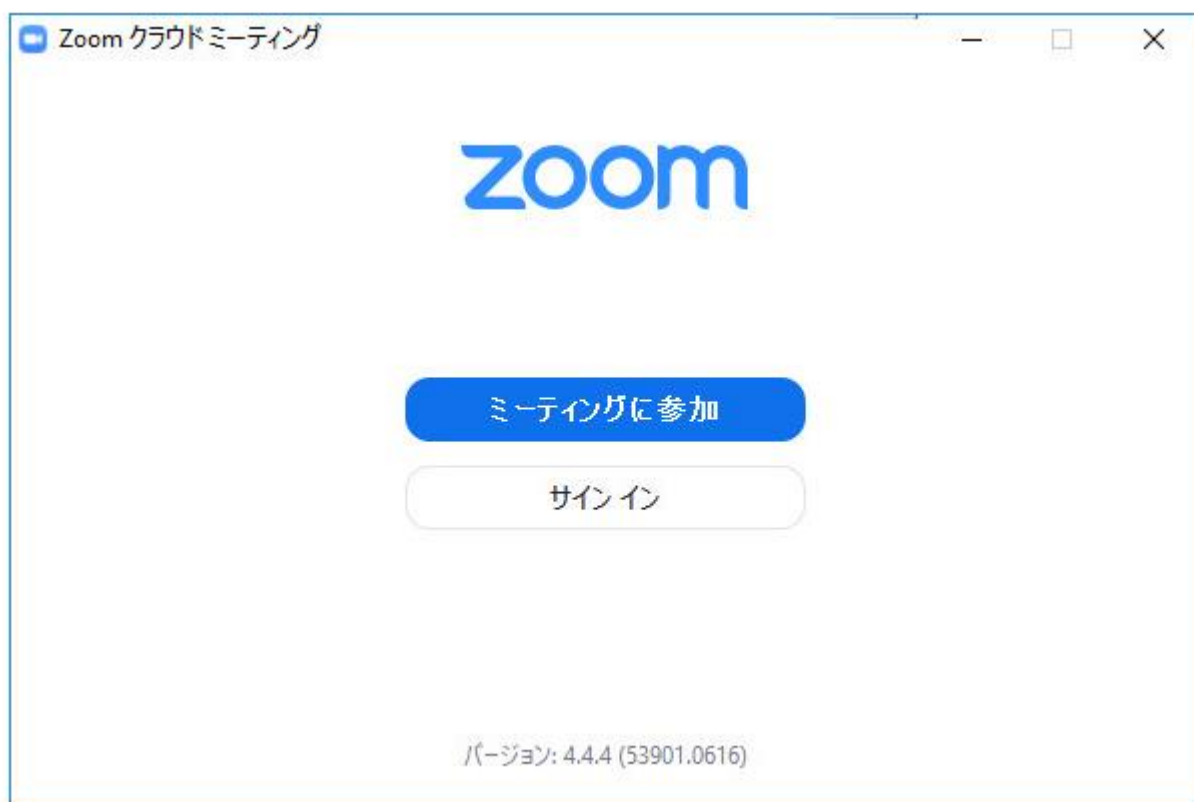 Zoom クラウド ミーティング
zoom
ミーティングに参加
サイン イン
バージョン: 4.4.4 (53901.0616)